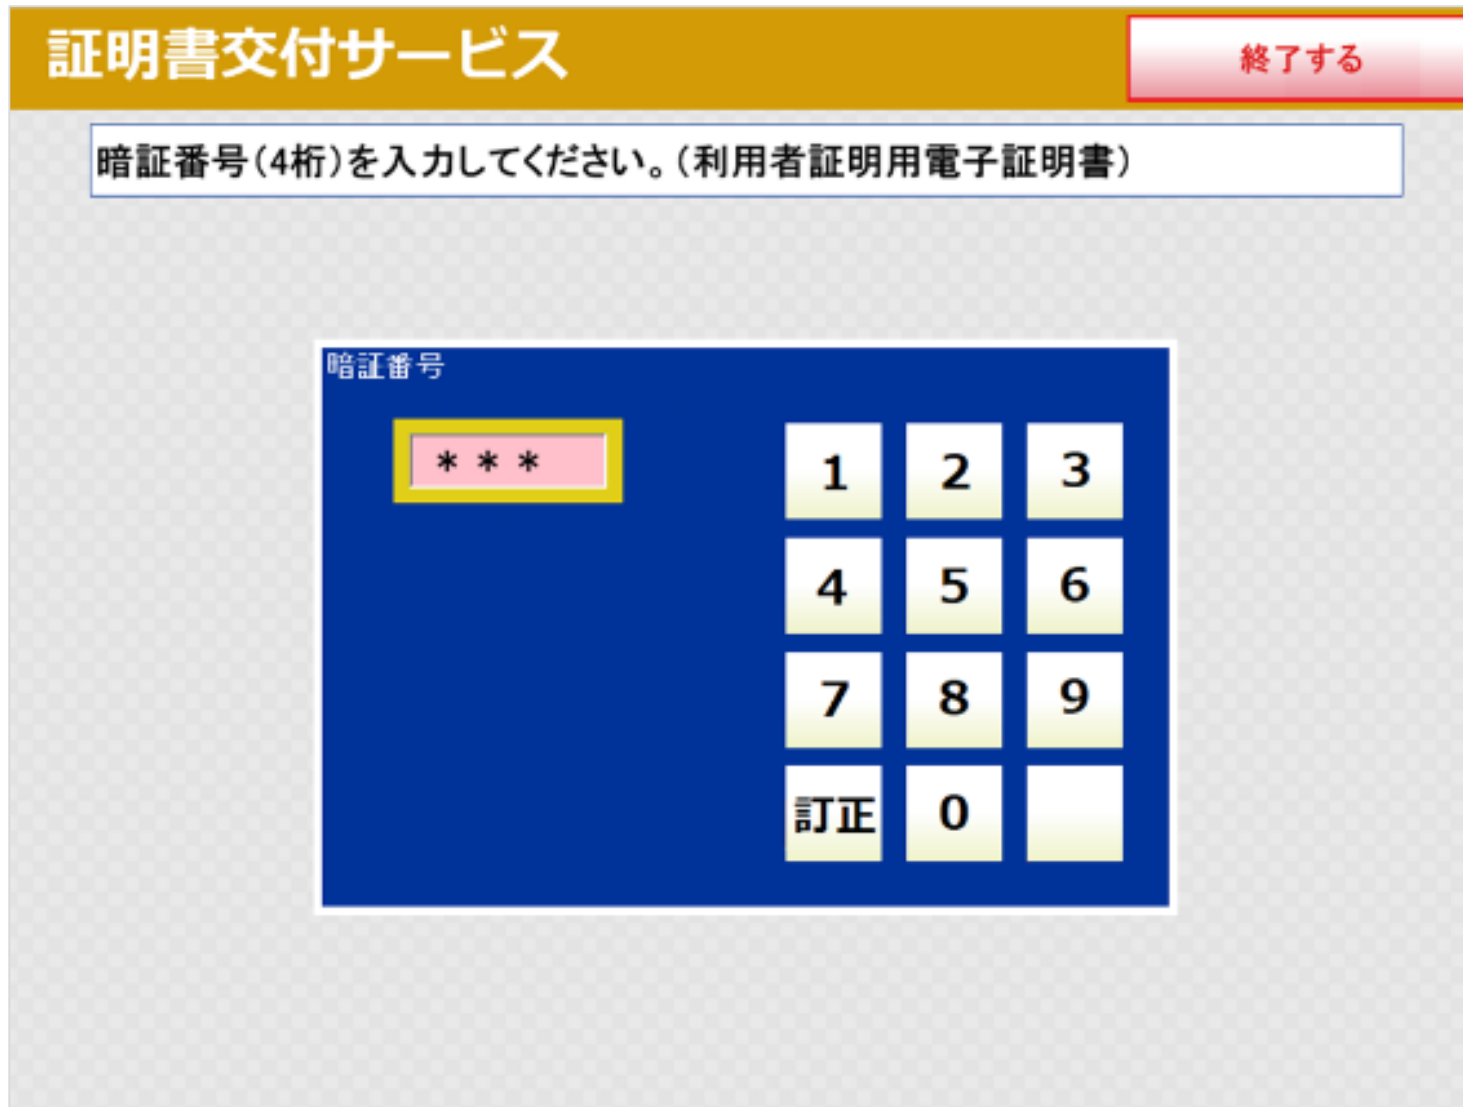 証明書交付サービス
終了する
暗証番号(4桁)を入力してください。(利用者証明用電子証明書)
暗証番号
* * *
1 2 3
4 5 6
7 8 9
訂正 0